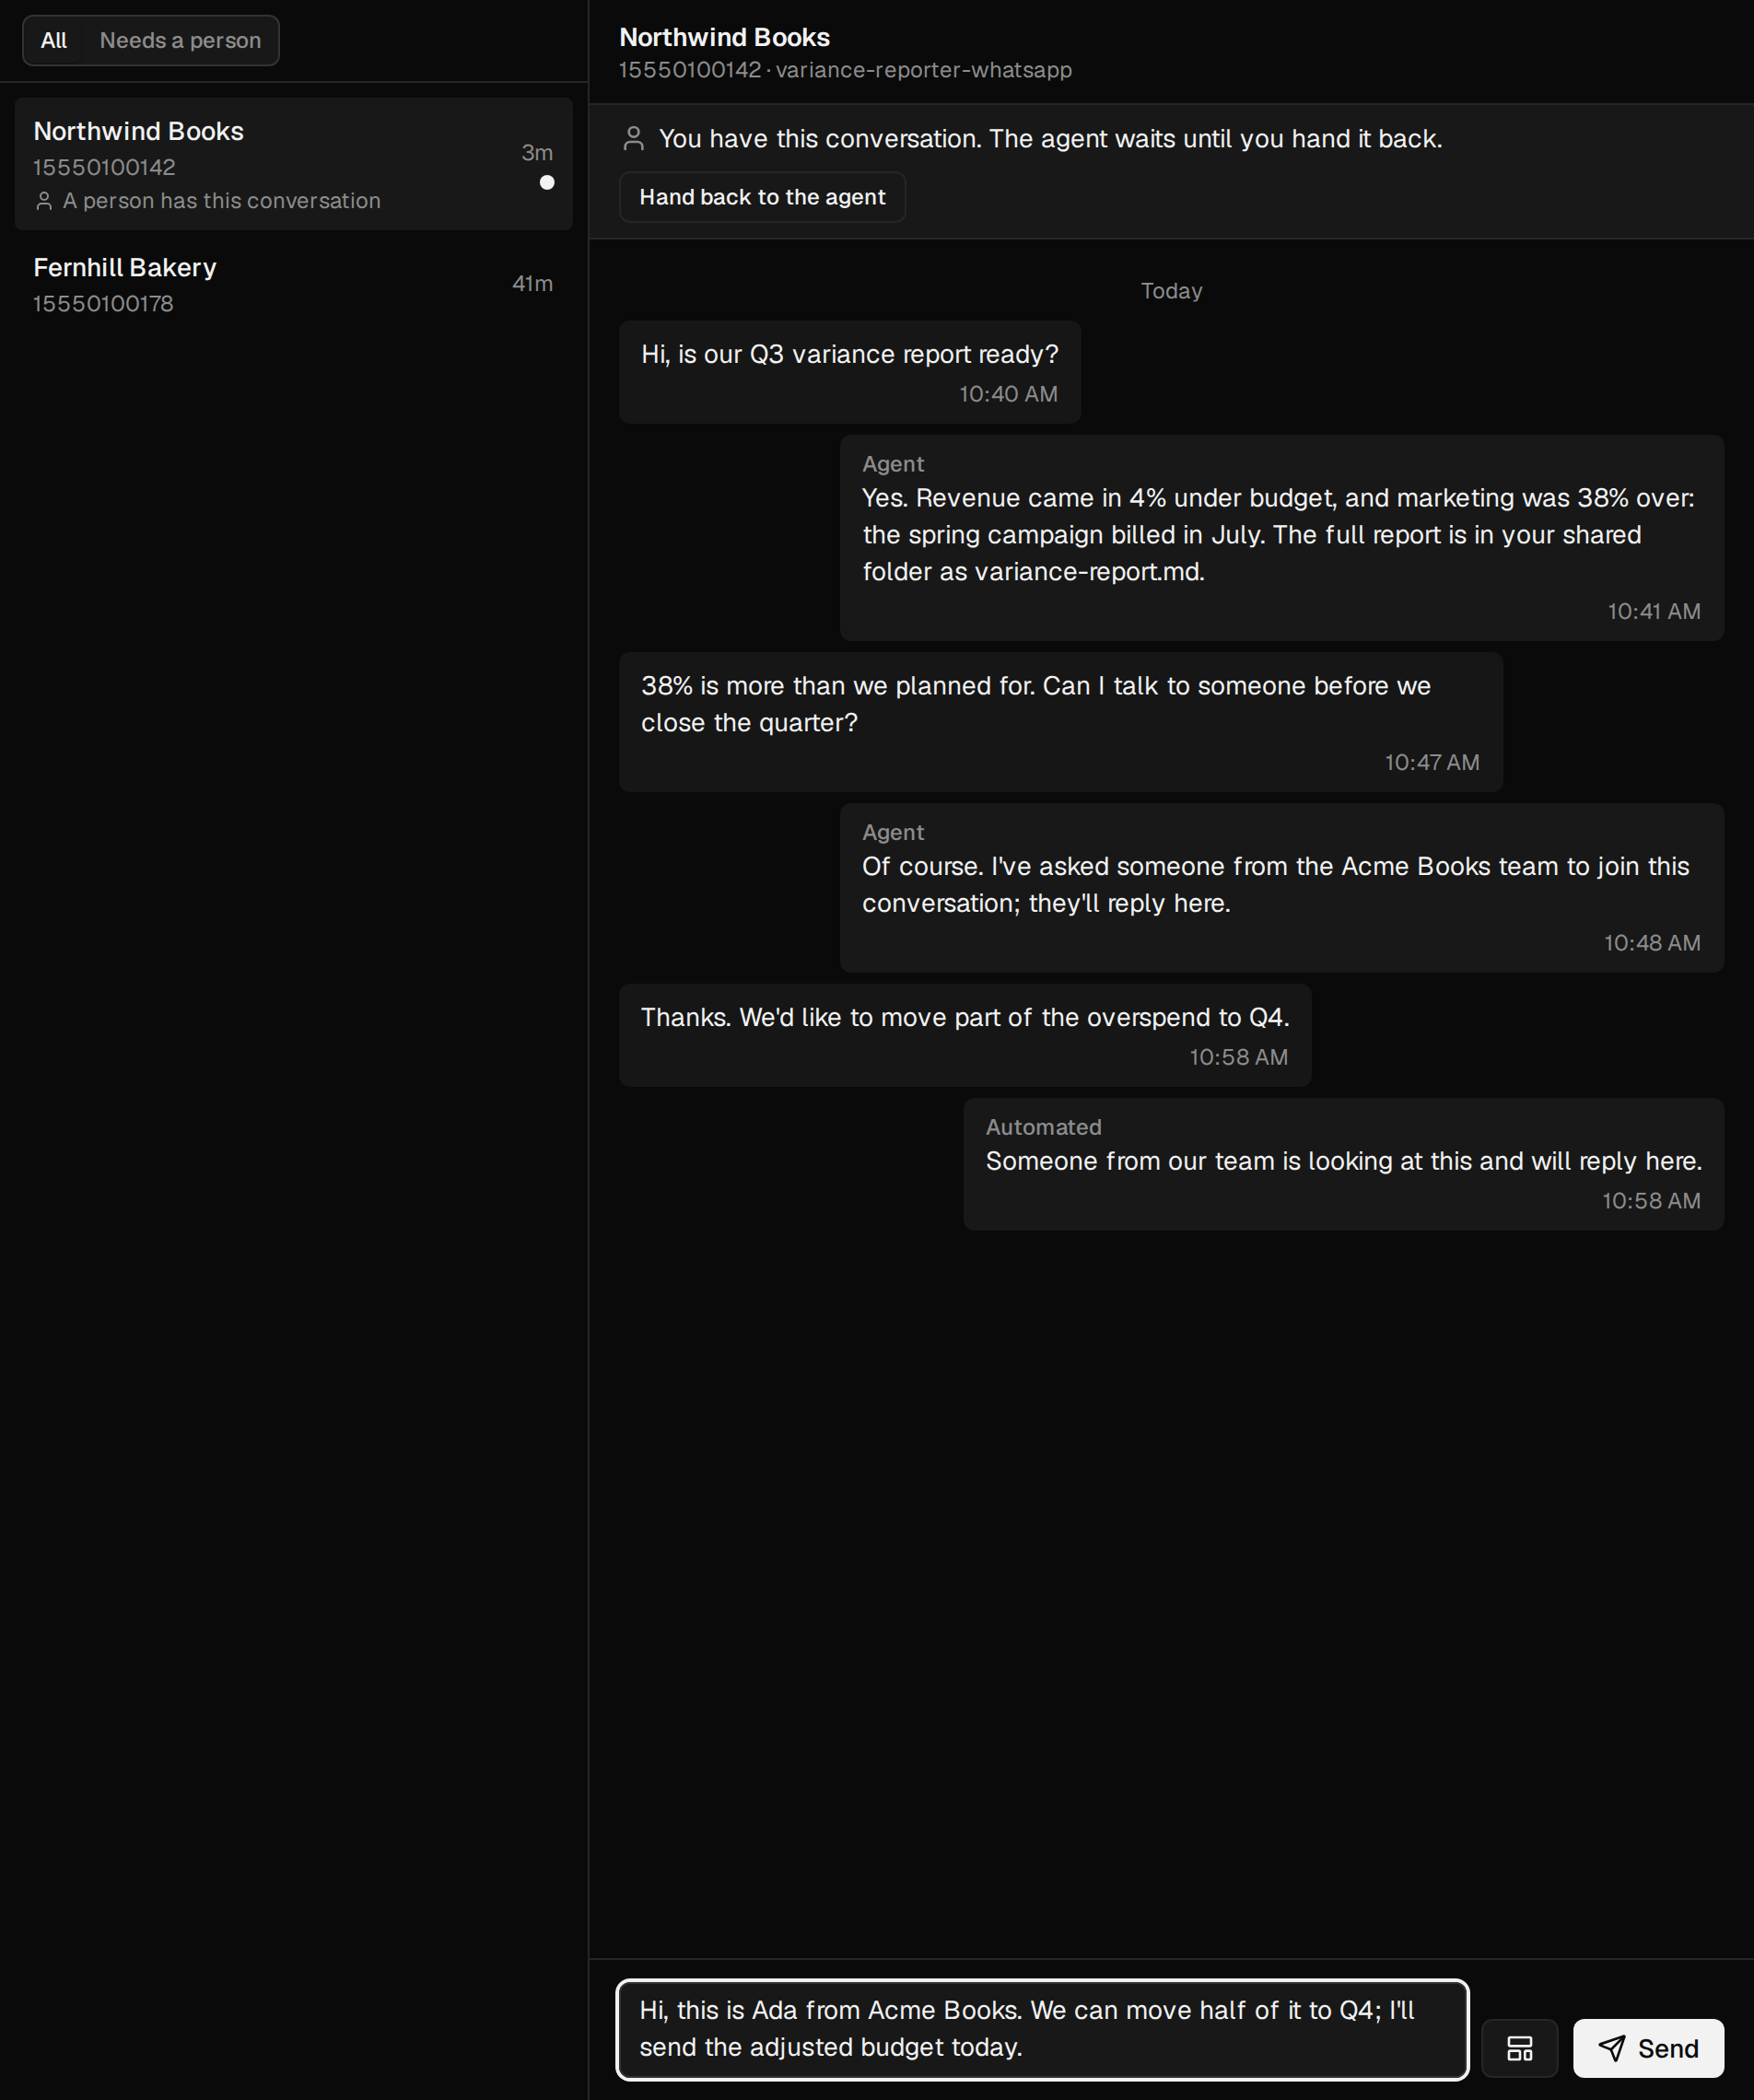 All
Needs a person
Northwind Books
15550100142
A person has this conversation
3m
Fernhill Bakery
15550100178
41m
Northwind Books
15550100142 · variance-reporter-whatsapp
You have this conversation. The agent waits until you hand it back.
Hand back to the agent
Today
Hi, is our Q3 variance report ready?
10:40 AM
Agent
Yes. Revenue came in 4% under budget, and marketing was 38% over:
the spring campaign billed in July. The full report is in your shared
folder as variance-report.md.
10:41 AM
38% is more than we planned for. Can I talk to someone before we
close the quarter?
10:47 AM
Agent
Of course. I've asked someone from the Acme Books team to join this
conversation; they'll reply here.
10:48 AM
Thanks. We'd like to move part of the overspend to Q4.
10:58 AM
Automated
Someone from our team is looking at this and will reply here.
10:58 AM
Hi, this is Ada from Acme Books. We can move half of it to Q4; I'll
send the adjusted budget today.
Send